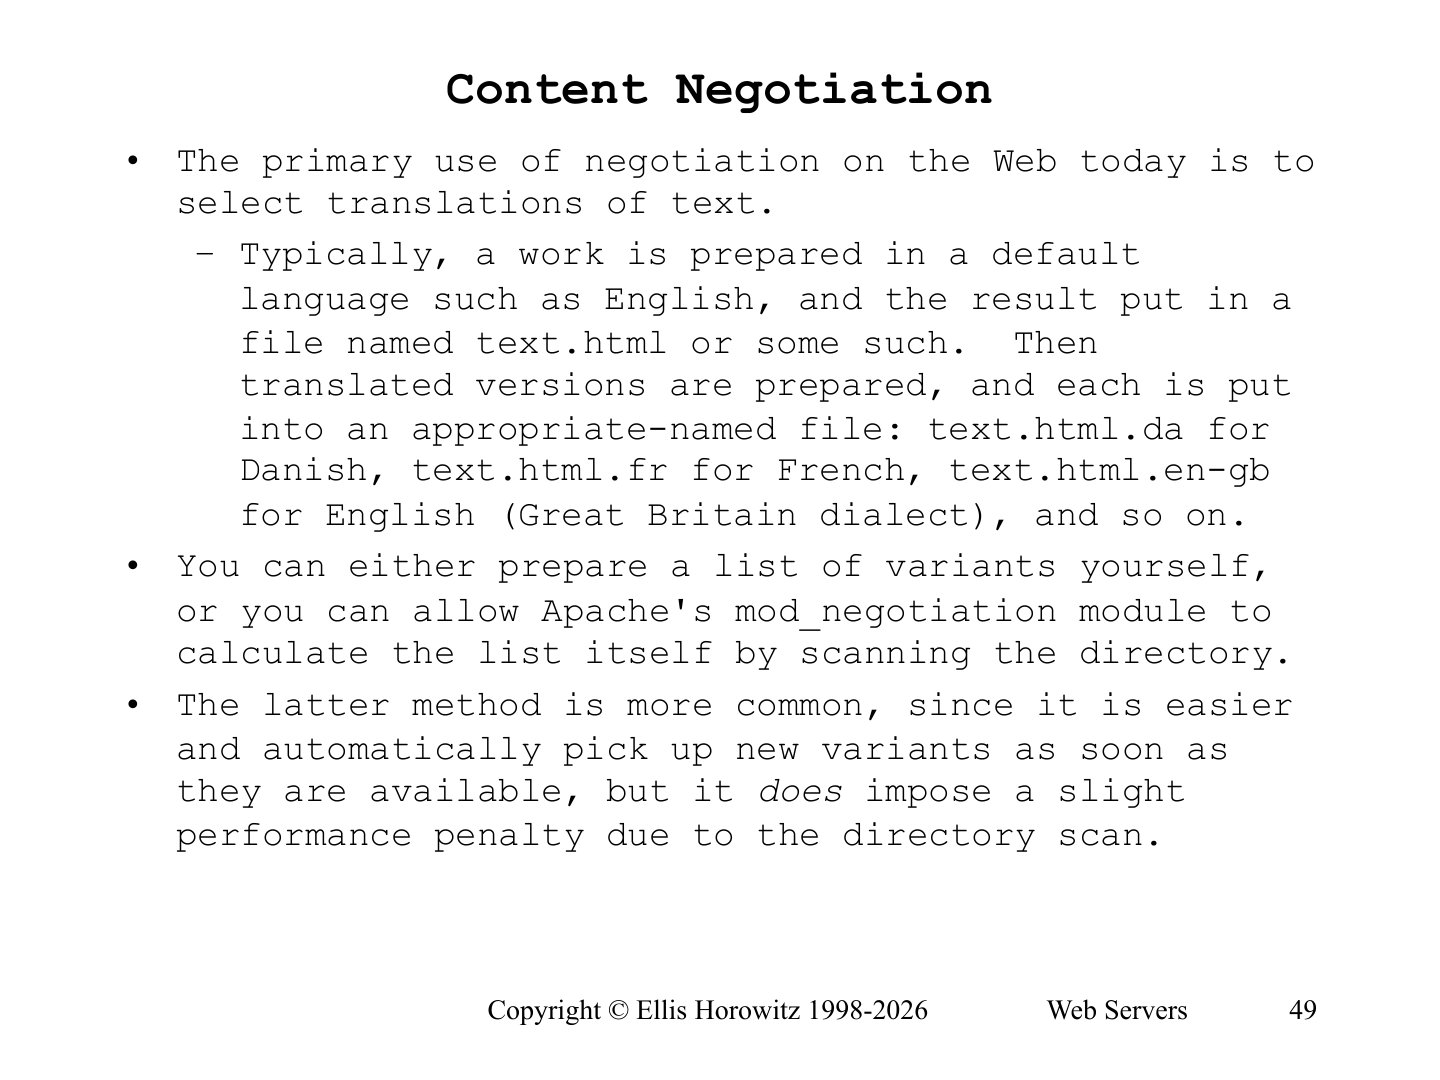 Content Negotiation
• The primary use of negotiation on the Web today is to
select translations of text.
– Typically, a work is prepared in a default
language such as English, and the result put in a
file named text.html or some such.  Then
translated versions are prepared, and each is put
into an appropriate-named file: text.html.da for
Danish, text.html.fr for French, text.html.en-gb
for English (Great Britain dialect), and so on.
• You can either prepare a list of variants yourself,
or you can allow Apache's mod_negotiation module to
calculate the list itself by scanning the directory.
• The latter method is more common, since it is easier
and automatically pick up new variants as soon as
they are available, but it does impose a slight
performance penalty due to the directory scan.
Copyright © Ellis Horowitz 1998-2026 Web Servers 49